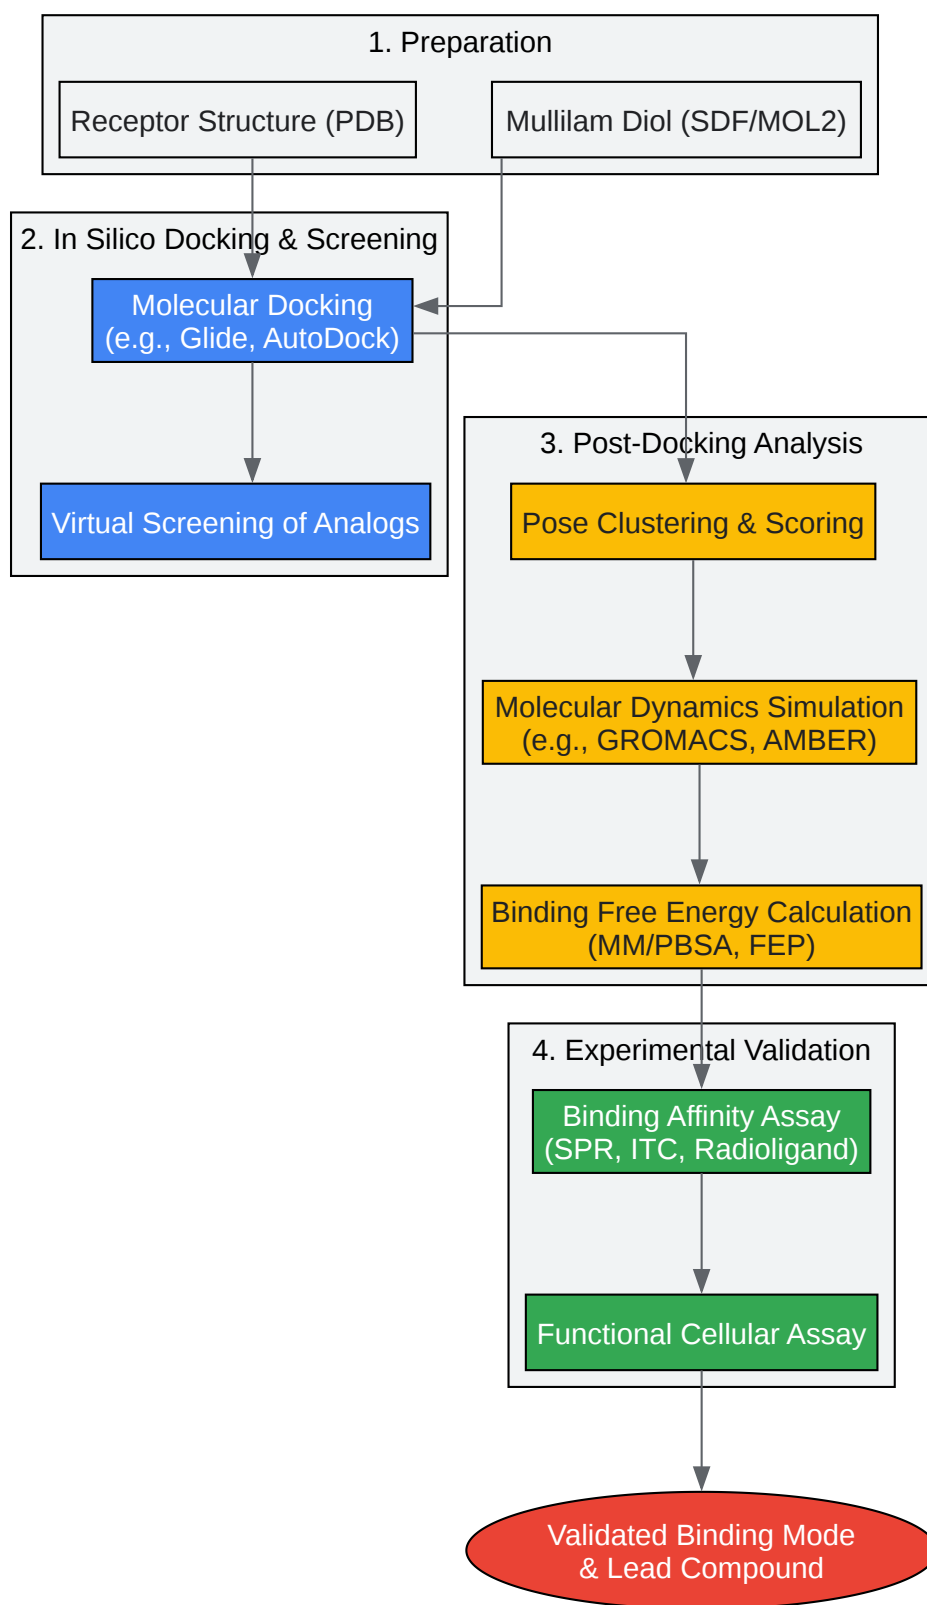 1. Preparation
Receptor Structure (PDB)
Mullilam Diol (SDF/MOL2)
2. In Silico Docking & Screening
Molecular Docking
(e.g., Glide, AutoDock)
Virtual Screening of Analogs
3. Post-Docking Analysis
Pose Clustering & Scoring
Molecular Dynamics Simulation
(e.g., GROMACS, AMBER)
Binding Free Energy Calculation
(MM/PBSA, FEP)
4. Experimental Validation
Binding Affinity Assay
(SPR, ITC, Radioligand)
Functional Cellular Assay
Validated Binding Mode
& Lead Compound